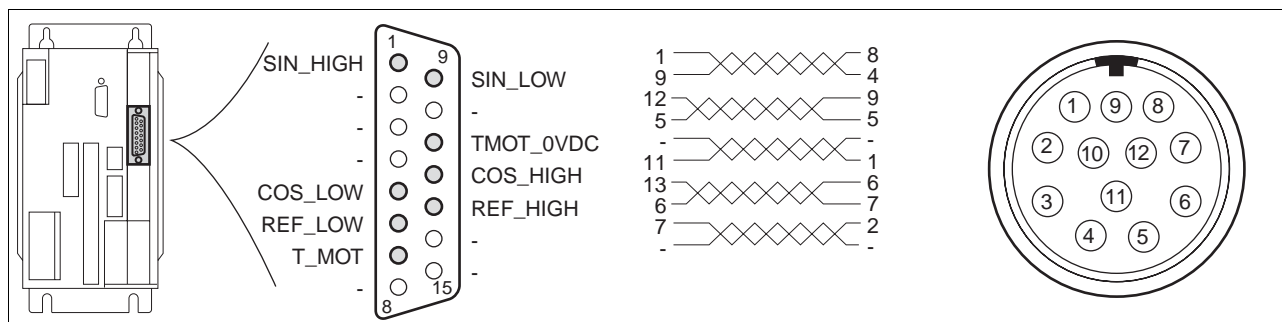 1
9
SIN_HIGH
SIN_LOW
-
-
-
TMOT_0VDC
-
COS_HIGH
COS_LOW
REF_HIGH
REF_LOW
-
T_MOT
-
-
8
15
1 8
9 4
12 9
5 5
- -
11 1
13 6
6 7
7 2
- -
1 9 8
2 10 12 7
3 11 6
4 5